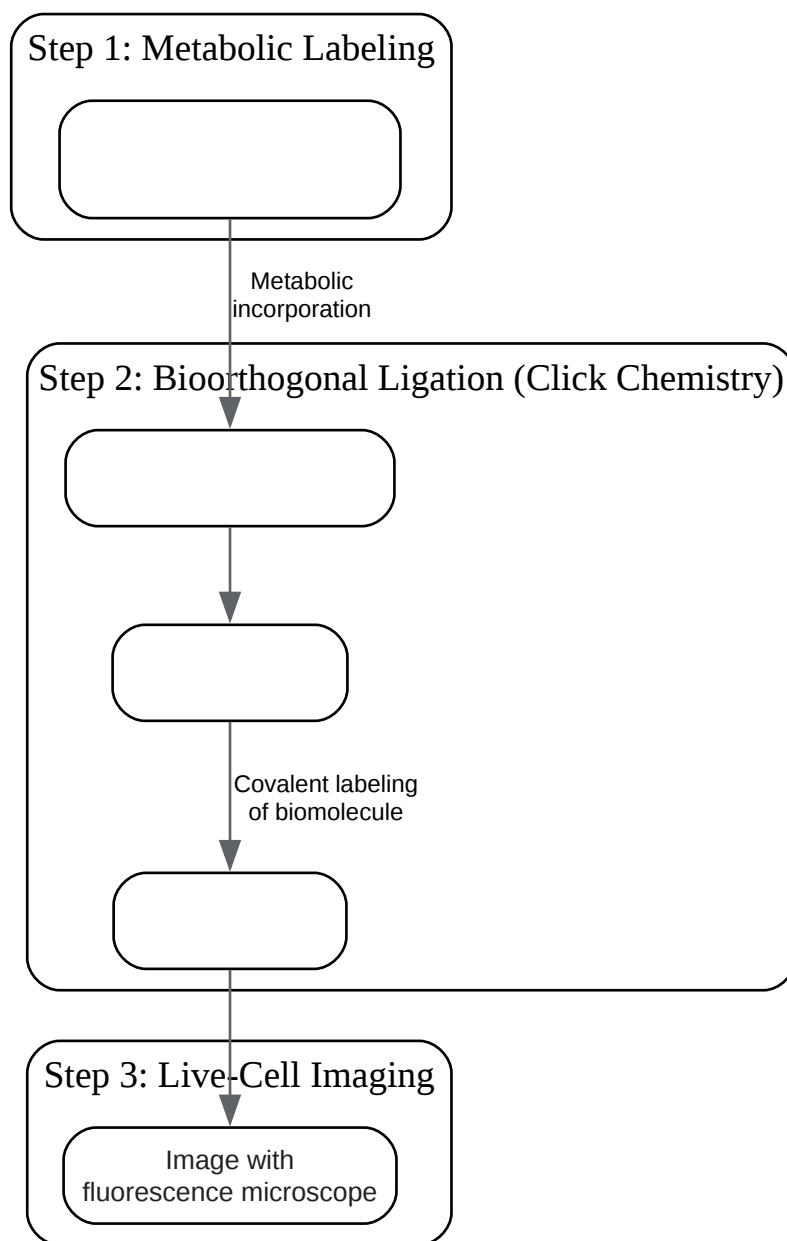 Step 1: Metabolic Labeling
Metabolic
incorporation
Step 2: Bioorthogonal Ligation (Click Chemistry)
Covalent labeling
of biomolecule
Step 3: Live-Cell Imaging
Image with
fluorescence microscope